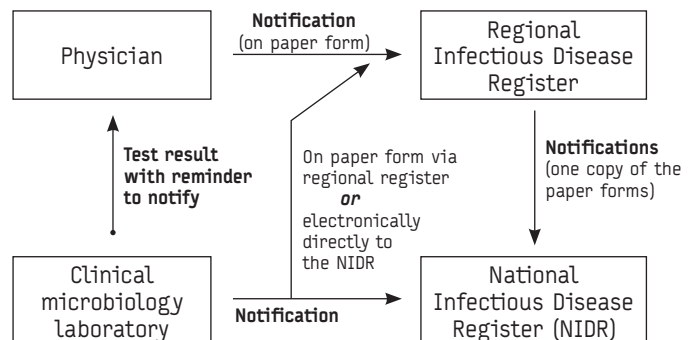 Physician
Notification
(on paper form)
Regional
Infectious Disease
Register
Test result
with reminder
to notify
On paper form via
regional register
or
electronically
directly to
the NIDR
Notifications
(one copy of the
paper forms)
Clinical
microbiology
laboratory
Notification
National
Infectious Disease
Register (NIDR)